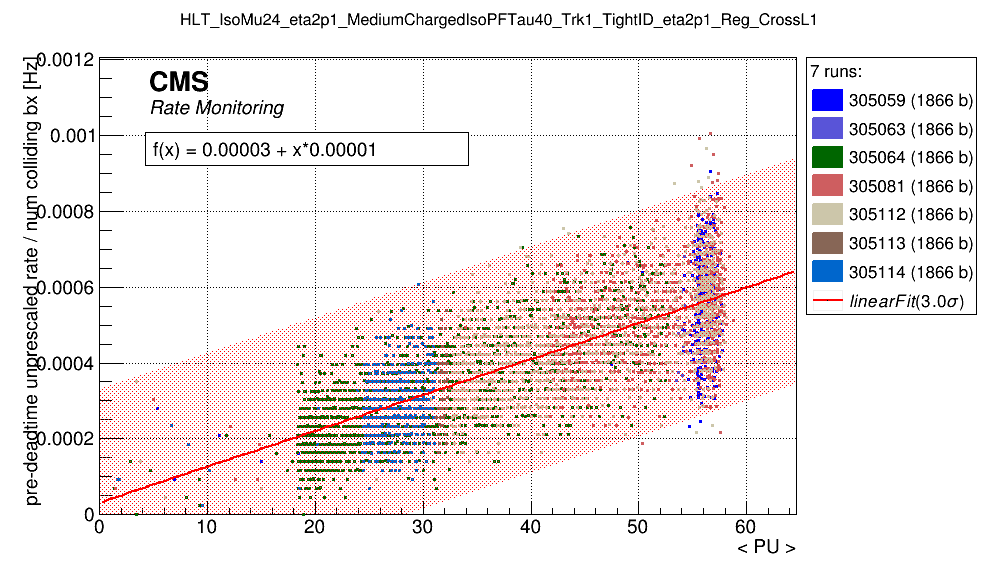 HLT_IsoMu24_eta2p1_MediumChargedIsoPFTau40_Trk1_TightID_eta2p1_Reg_CrossL1
pre-deadtime unprescaled rate / num colliding bx [Hz]
0.0012
0.001
0.0008
0.0006
0.0004
0.0002
0
CMS
Rate Monitoring
f(x) = 0.00003 + x*0.00001
0 10 20 30 40 50 60
< PU >
7 runs:
305059 (1866 b)
305063 (1866 b)
305064 (1866 b)
305081 (1866 b)
305112 (1866 b)
305113 (1866 b)
305114 (1866 b)
linearFit(3.0σ)